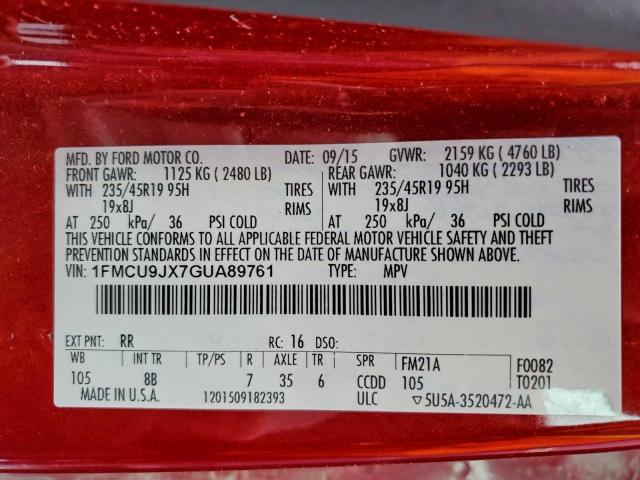 MFD. BY FORD MOTOR CO. DATE: 09/15 GVWR: 2159 KG ( 4760 LB)
FRONT GAWR: 1125 KG ( 2480 LB) REAR GAWR: 1040 KG ( 2293 LB)
WITH 235/45R19 95H TIRES WITH 235/45R19 95H TIRES
19x8J RIMS 19x8J RIMS
AT 250 kPa/ 36 PSI COLD AT 250 kPa/ 36 PSI COLD
THIS VEHICLE CONFORMS TO ALL APPLICABLE FEDERAL MOTOR VEHICLE SAFETY AND THEFT
PREVENTION STANDARDS IN EFFECT ON THE DATE OF MANUFACTURE SHOWN ABOVE.
VIN: 1FMCU9JX7GUA89761 TYPE: MPV
EXT PNT: RR RC: 16 DSO:
WB INT TR TP/PS R AXLE TR SPR FM21A F0082
105 8B 7 35 6 CCDD 105 T0201
MADE IN U.S.A. 1201509182393 ULC ▽5U5A-3520472-AA